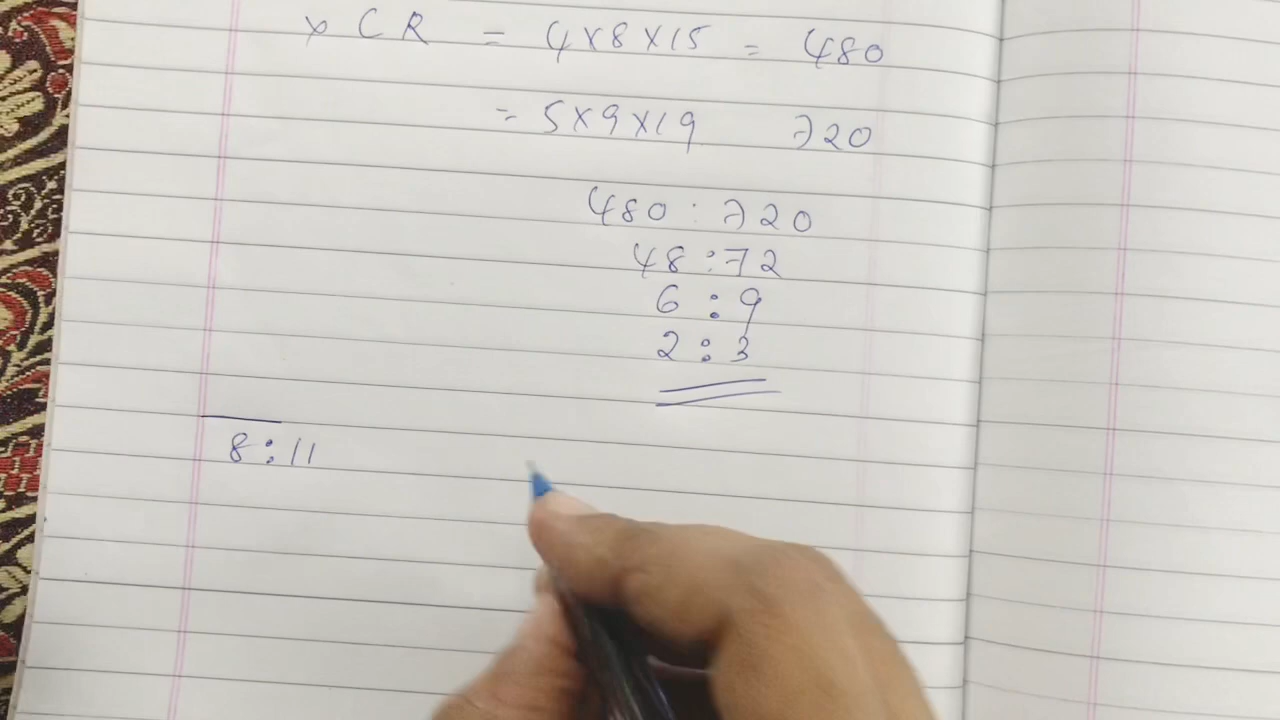 x CR = 4x8x15 = 480
= 5x9x19 720
480 : 720
48 : 72
6 : 9
2 : 3
8 : 11